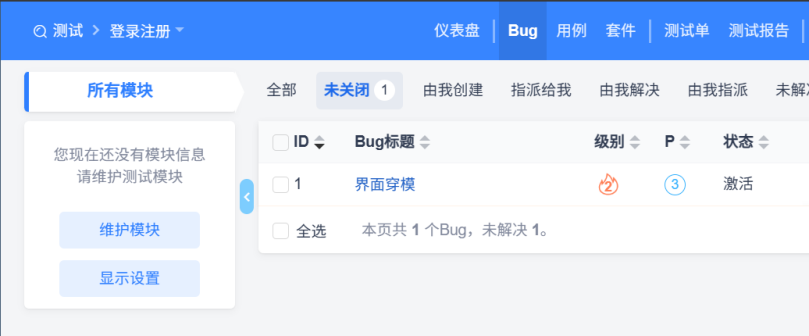 测试 > 登录注册 仪表盘 Bug 用例 套件 测试单 测试报告
所有模块 全部 未关闭 1 由我创建 指派给我 由我解决 由我指派 未解
您现在还没有模块信息
请维护测试模块
维护模块
显示设置
ID Bug标题 级别 P 状态
1 界面穿模 2 3 激活
全选 本页共 1 个Bug，未解决 1。